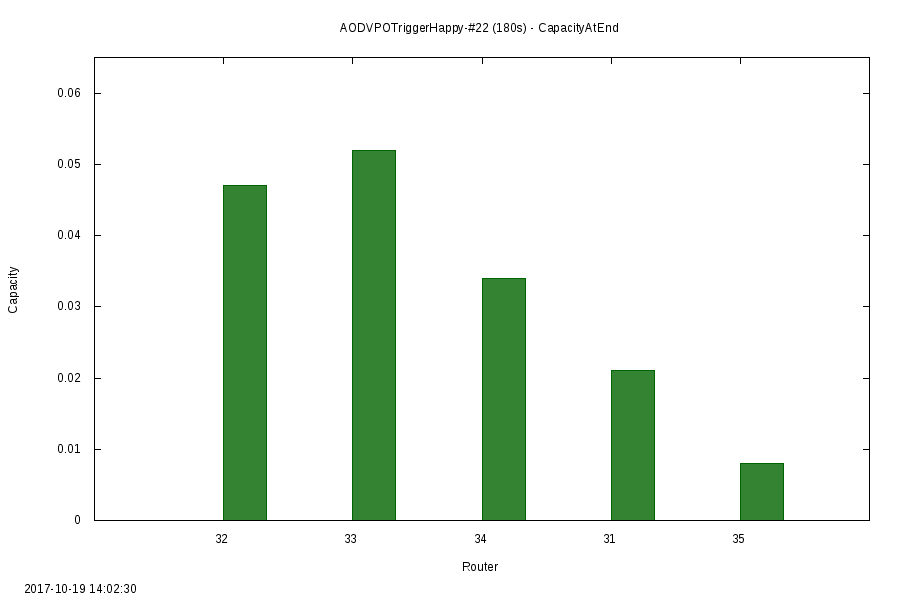 AODVPOTriggerHappy-#22 (180s) - CapacityAtEnd
0.06
0.05
0.04
0.03
0.02
0.01
0
Capacity
32 33 34 31 35
Router
2017-10-19 14:02:30